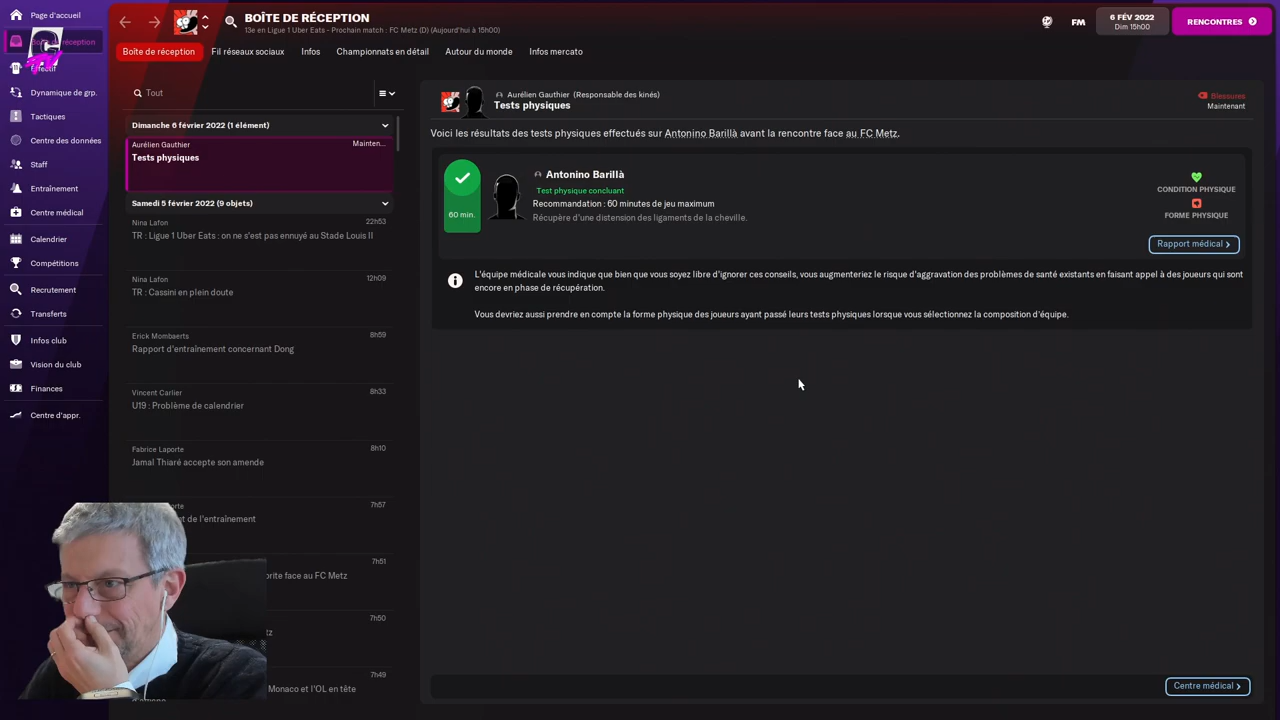 Page d'accueil
Effectif
Dynamique de grp.
Tactiques
Centre des données
Staff
Entraînement
Centre médical
Calendrier
Compétitions
Recrutement
Transferts
Infos club
Vision du club
Finances
Centre d'appr.
BOÎTE DE RÉCEPTION
13e en Ligue 1 Uber Eats - Prochain match : FC Metz (D) (Aujourd'hui à 15h00)
FM
6 FÉV 2022
Dim 15h00
RENCONTRES
Boîte de réception
Fil réseaux sociaux
Infos
Championnats en détail
Autour du monde
Infos mercato
Tout
Dimanche 6 février 2022 (1 elément)
Aurélien Gauthier
Mainten...
Tests physiques
Samedi 5 février 2022 (9 objets)
Nina Lafon
22h53
TR : Ligue 1 Uber Eats : on ne s'est pas ennuyé au Stade Louis II
Nina Lafon
12h09
TR : Cassini en plein doute
Erick Mombaerts
8h59
Rapport d'entraînement concernant Dong
Vincent Carlier
8h33
U19 : Problème de calendrier
Fabrice Laporte
8h10
Jamal Thiaré accepte son amende
7h57
t de l'entraînement
7h51
face au FC Metz
7h50
7h49
Monaco et l'OL en tête
Aurélien Gauthier (Responsable des kinés)
Tests physiques
Blessures
Maintenant
Voici les résultats des tests physiques effectués sur Antonino Barillà avant la rencontre face au FC Metz.
60 min.
Antonino Barillà
Test physique concluant
Recommandation : 60 minutes de jeu maximum
Récupère d'une distension des ligaments de la cheville.
CONDITION PHYSIQUE
FORME PHYSIQUE
Rapport médical
L'équipe médicale vous indique que bien que vous soyez libre d'ignorer ces conseils, vous augmenteriez le risque d'aggravation des problèmes de santé existants en faisant appel à des joueurs qui sont
encore en phase de récupération.
Vous devriez aussi prendre en compte la forme physique des joueurs ayant passé leurs tests physiques lorsque vous sélectionnez la composition d'équipe.
Centre médical